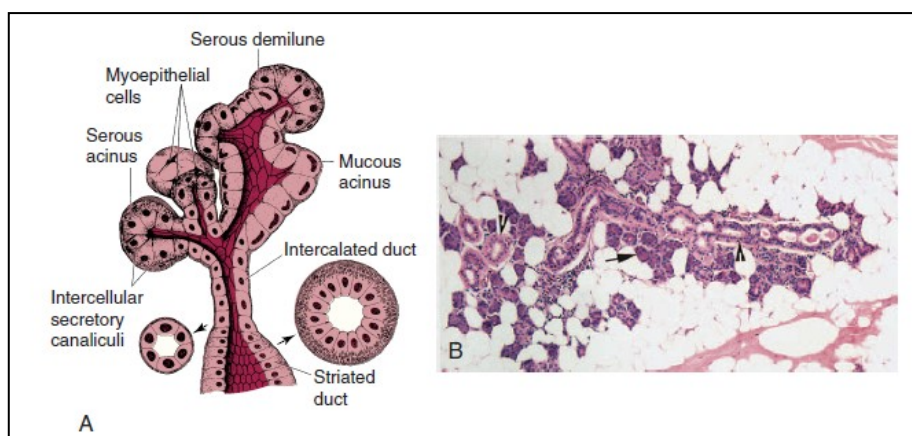 Serous demilune
Myoepithelial
cells
Serous
acinus
Mucous
acinus
Intercalated duct
Intercellular
secretory
canaliculi
Striated
duct
A
B